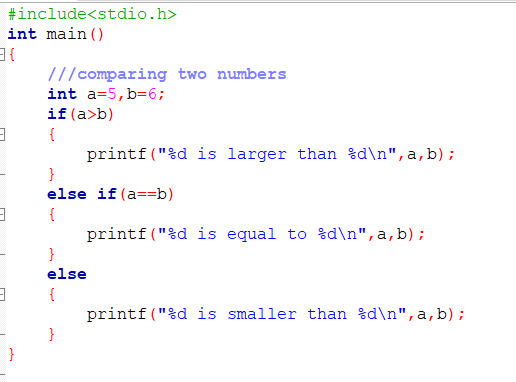 #include<stdio.h>
int main()
{
    ///comparing two numbers
    int a=5,b=6;
    if(a>b)
    {
        printf("%d is larger than %d\n",a,b);
    }
    else if(a==b)
    {
        printf("%d is equal to %d\n",a,b);
    }
    else
    {
        printf("%d is smaller than %d\n",a,b);
    }
}